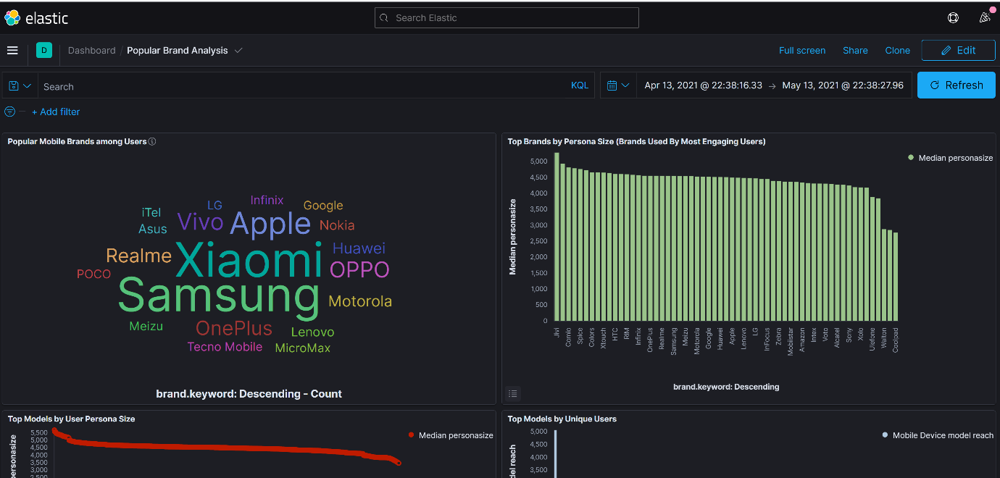 elastic
Search Elastic
D
Dashboard / Popular Brand Analysis
Full screen
Share
Clone
Edit
Search
KQL
Apr 13, 2021 @ 22:38:16.33 → May 13, 2021 @ 22:38:27.96
Refresh
+ Add filter
Popular Mobile Brands among Users
LG
Infinix
Google
iTel
Asus
Vivo
Apple
Nokia
Realme
Xiaomi
Huawei
OPPO
POCO
Samsung
Motorola
Meizu
OnePlus
Lenovo
Tecno Mobile
MicroMax
brand.keyword: Descending - Count
Top Brands by Persona Size (Brands Used By Most Engaging Users)
Median personasize
Median personasize
5,000
4,500
4,000
3,500
3,000
2,500
2,000
1,500
1,000
500
0
Jivi
Comio
Spice
Colors
Xtouch
HTC
RIM
Infinix
OnePlus
Realme
Samsung
Meizu
Motorola
Google
Huawei
Apple
Lenovo
LG
InFocus
Zebra
Mobiistar
Amazon
Intex
Voto
Alcatel
Sony
Xolo
Ulefone
Walton
Coolpad
brand.keyword: Descending
Top Models by User Persona Size
personasize
5,500
5,000
4,500
4,000
3,500
3,000
2,500
Median personasize
Top Models by Unique Users
del reach
5,000
4,500
4,000
3,500
Mobile Device model reach